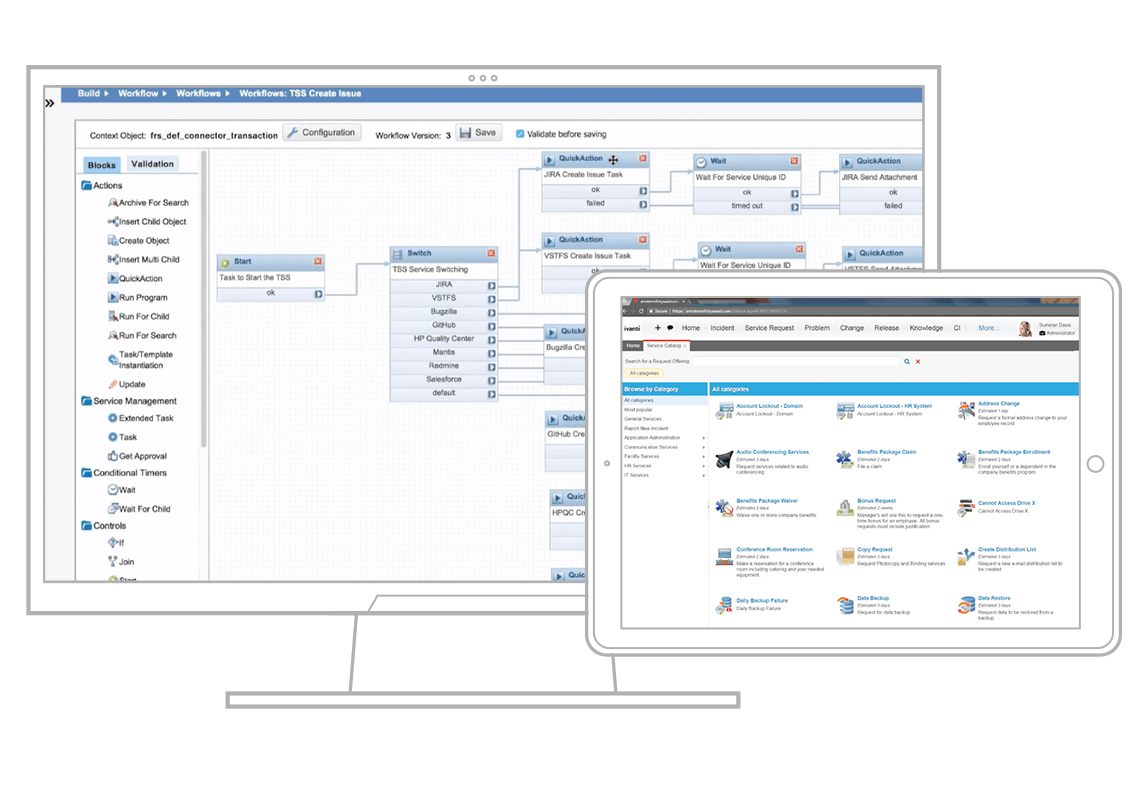 Build
Workflow
Workflows
Workflows: TSS Create Issue
Context Object: frs_def_connector_transaction
Configuration
Workflow Version: 3
Save
Validate before saving
Blocks
Validation
Actions
Archive For Search
Insert Child Object
Create Object
Insert Multi Child
QuickAction
Run Program
Run For Child
Run For Search
Task/Template
Instantiation
Update
Service Management
Extended Task
Task
Get Approval
Conditional Timers
Wait
Wait For Child
Controls
If
Join
Start
Start
Task to Start the TSS
ok
Switch
TSS Service Switching
JIRA
VSTFS
Bugzilla
GitHub
HP Quality Center
Mantis
Redmine
Salesforce
default
QuickAction
JIRA Create Issue Task
ok
failed
Wait
Wait For Service Unique ID
ok
timed out
QuickAction
JIRA Send Attachment
ok
failed
QuickAction
VSTFS Create Issue Task
ok
Wait
Wait For Service Unique ID
QuickAction
VSTFS Send Attachmen
QuickA
Bugzilla Cre
Quick
GitHub Crea
Quick
HPQC Cre
Quic
Secure
ivanti
Home
Incident
Service Request
Problem
Change
Release
Knowledge
CI
More...
Summer Davis
Administrator
Home
Service Catalog
Search for a Request Offering
All categories
Browse by Category
All categories
Most popular
General Services
Report New Incident
Application Administration
Communication Services
Facility Services
HR Services
IT Services
All categories
Account Lockout - Domain
Account Lockout - Domain
Account Lockout - HR System
Account Lockout - HR System
Address Change
Estimated 1 day
Request a formal address change to your
employee record
Audio Conferencing Services
Estimated 3 days
Request services related to audio
conferencing
Benefits Package Claim
Estimated 2 days
File a claim
Benefits Package Enrollment
Estimated 2 days
Enroll yourself or a dependent in the
company benefits program
Benefits Package Waiver
Estimated 2 days
Waive one or more company benefits
Bonus Request
Estimated 2 weeks
Manager's will use this to request a one-
time bonus for an employee. All bonus
requests must include justification
Cannot Access Drive X
Cannot Access Drive X
Conference Room Reservation
Estimated 2 days
Make a reservation for a conference
room including catering and your needed
equipment
Copy Request
Estimated 3 days
Request Photocopy and Binding services
Create Distribution List
Estimated 3 days
Request a new e-mail distribution list to
be created
Daily Backup Failure
Daily Backup Failure
Data Backup
Estimated 3 days
Request for data backup
Data Restore
Estimated 3 days
Request data to be restored from a
backup